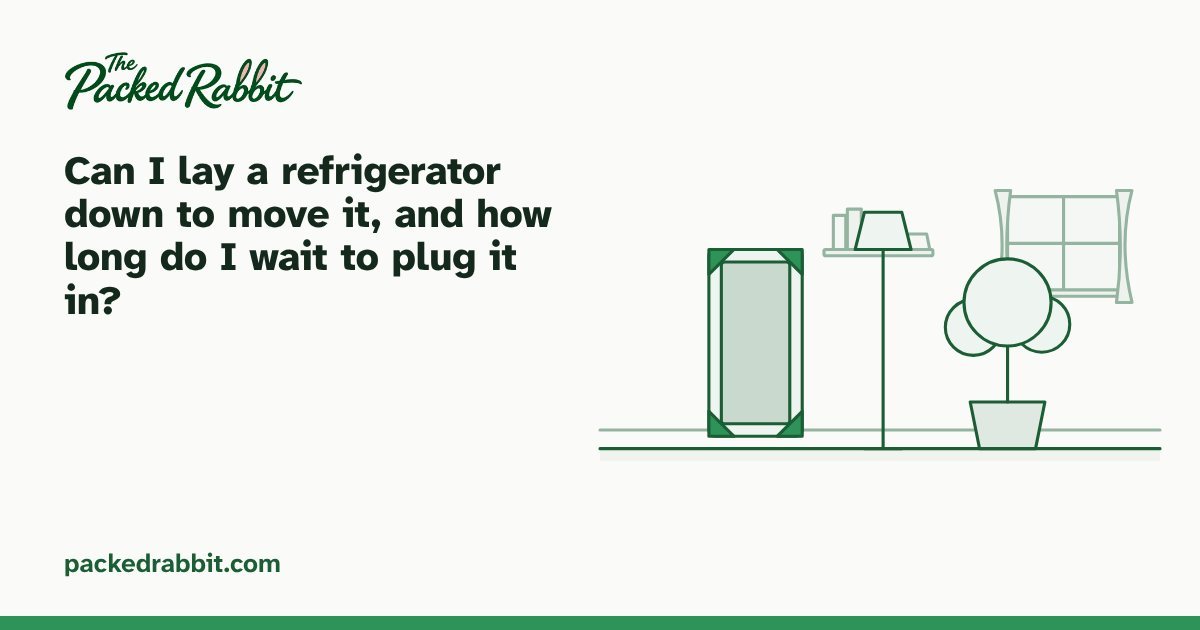 The
Packed Rabbit
Can I lay a refrigerator
down to move it, and how
long do I wait to plug it
in?
packedrabbit.com